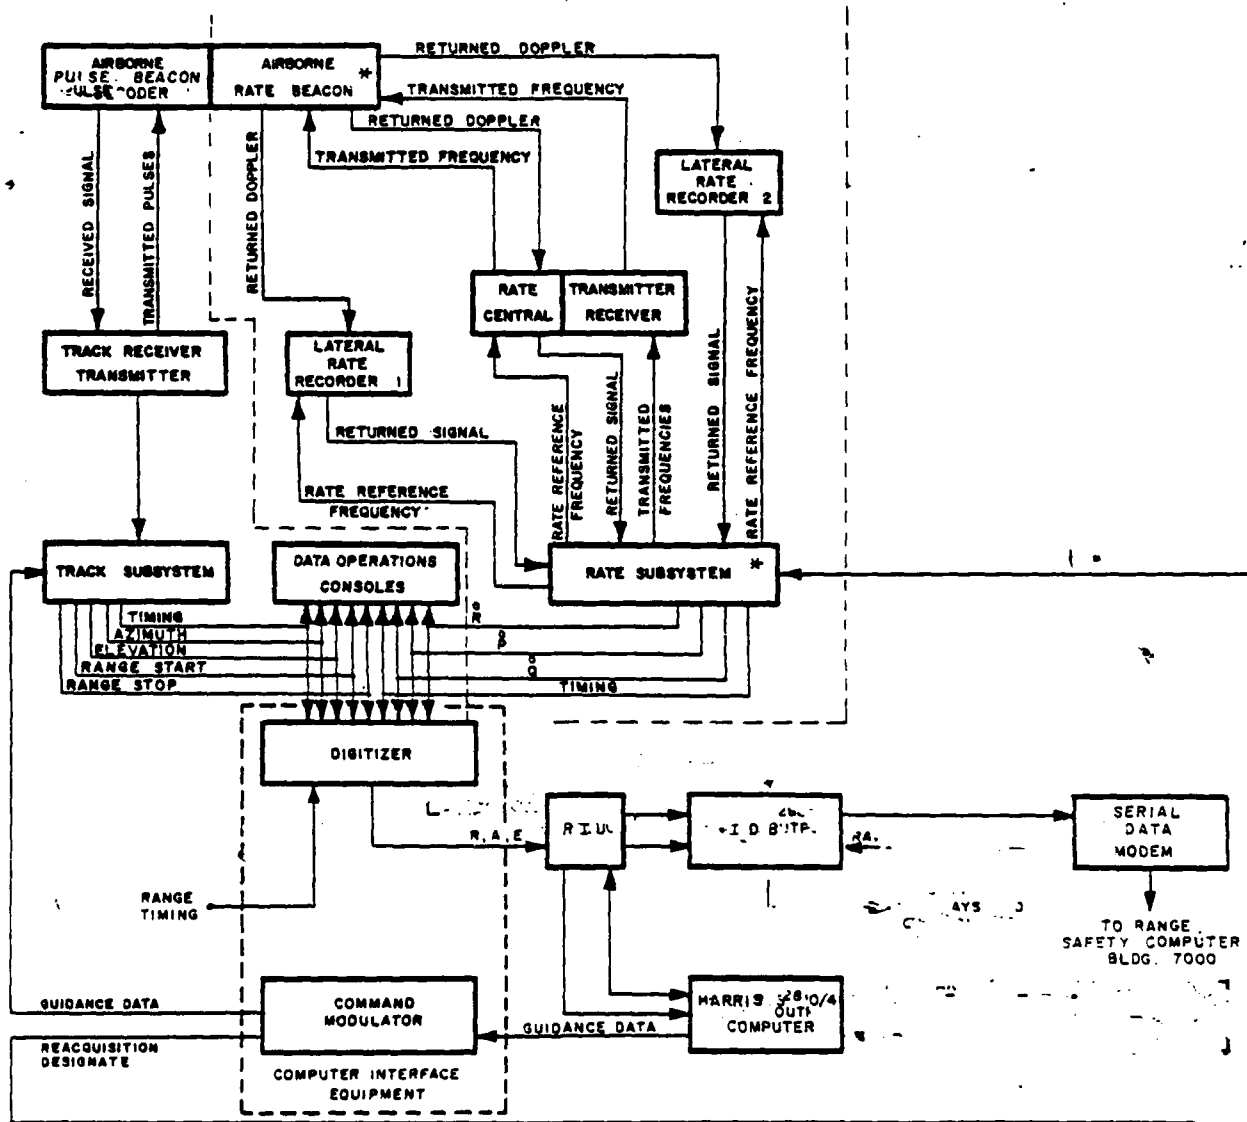 AIRBORNE
PULSE BEACON
AIRBORNE
RATE BEACON *
RETURNED DOPPLER
TRANSMITTED FREQUENCY
RETURNED DOPPLER
TRANSMITTED FREQUENCY
RECEIVED SIGNAL
TRANSMITTED PULSES
RETURNED DOPPLER
LATERAL
RATE
RECORDER 2
RATE
CENTRAL
TRANSMITTER
RECEIVER
TRACK RECEIVER
TRANSMITTER
LATERAL
RATE
RECORDER 1
RETURNED SIGNAL
RATE REFERENCE
FREQUENCY
RATE REFERENCE
FREQUENCY
RETURNED SIGNAL
TRANSMITTED
FREQUENCIES
RETURNED SIGNAL
RATE REFERENCE FREQUENCY
TRACK SUBSYSTEM
DATA OPERATIONS
CONSOLES
RATE SUBSYSTEM *
TIMING
AZIMUTH
ELEVATION
RANGE START
RANGE STOP
Ṙ
Ṗ
Q̇
TIMING
DIGITIZER
R, A, E
RANGE
TIMING
SERIAL
DATA
MODEM
TO RANGE
SAFETY COMPUTER
BLDG. 7000
GUIDANCE DATA
COMMAND
MODULATOR
GUIDANCE DATA
HARRIS
COMPUTER
REACQUISITION
DESIGNATE
COMPUTER INTERFACE
EQUIPMENT